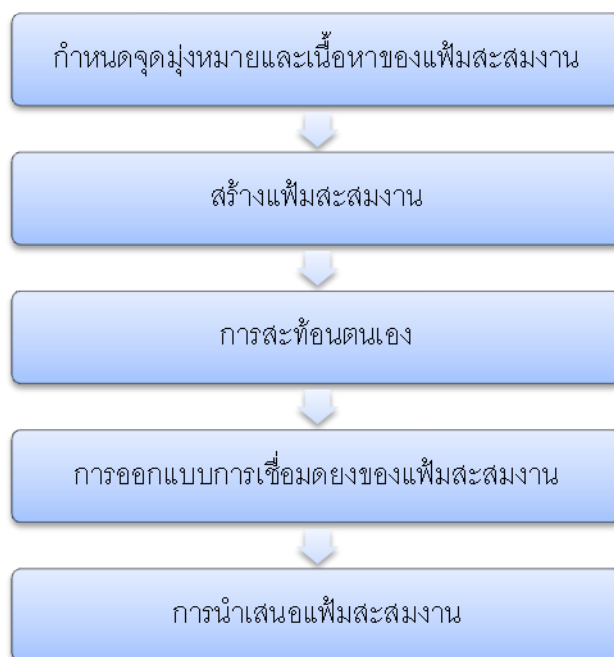 กำหนดจุดมุ่งหมายและเนื้อหาของแฟ้มสะสมงาน
สร้างแฟ้มสะสมงาน
การสะท้อนตนเอง
การออกแบบการเชื่อมดยงของแฟ้มสะสมงาน
การนำเสนอแฟ้มสะสมงาน